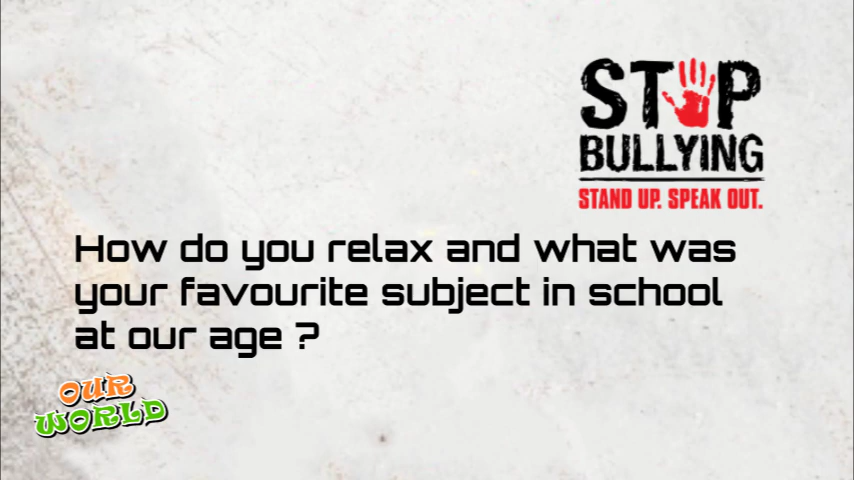 STOP
BULLYING
STAND UP. SPEAK OUT.
How do you relax and what was
your favourite subject in school
at our age ?
OUR
WORLD